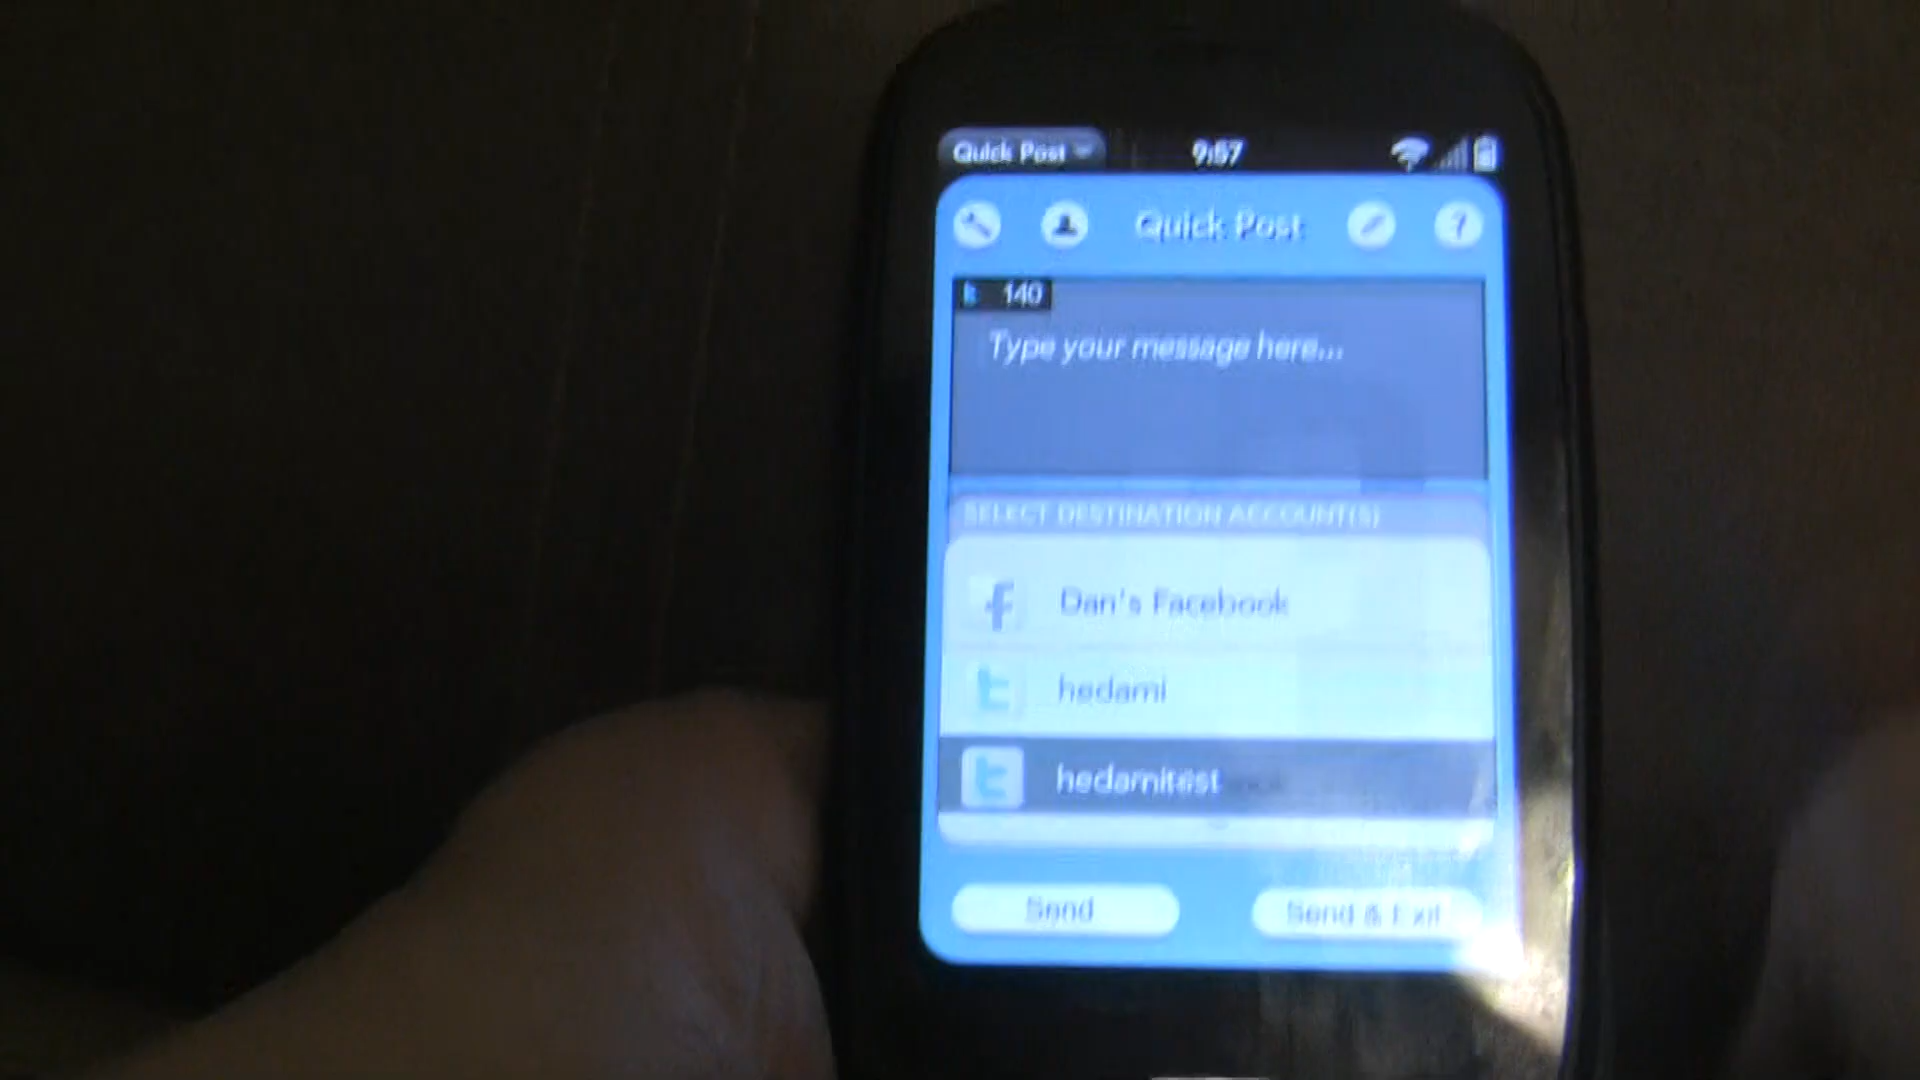 Quick Post 9:57
Quick Post ?
t 140
Type your message here...
SELECT DESTINATION ACCOUNT(S)
f Dan's Facebook
t hedami
t hedamitest
Send Send & Exit